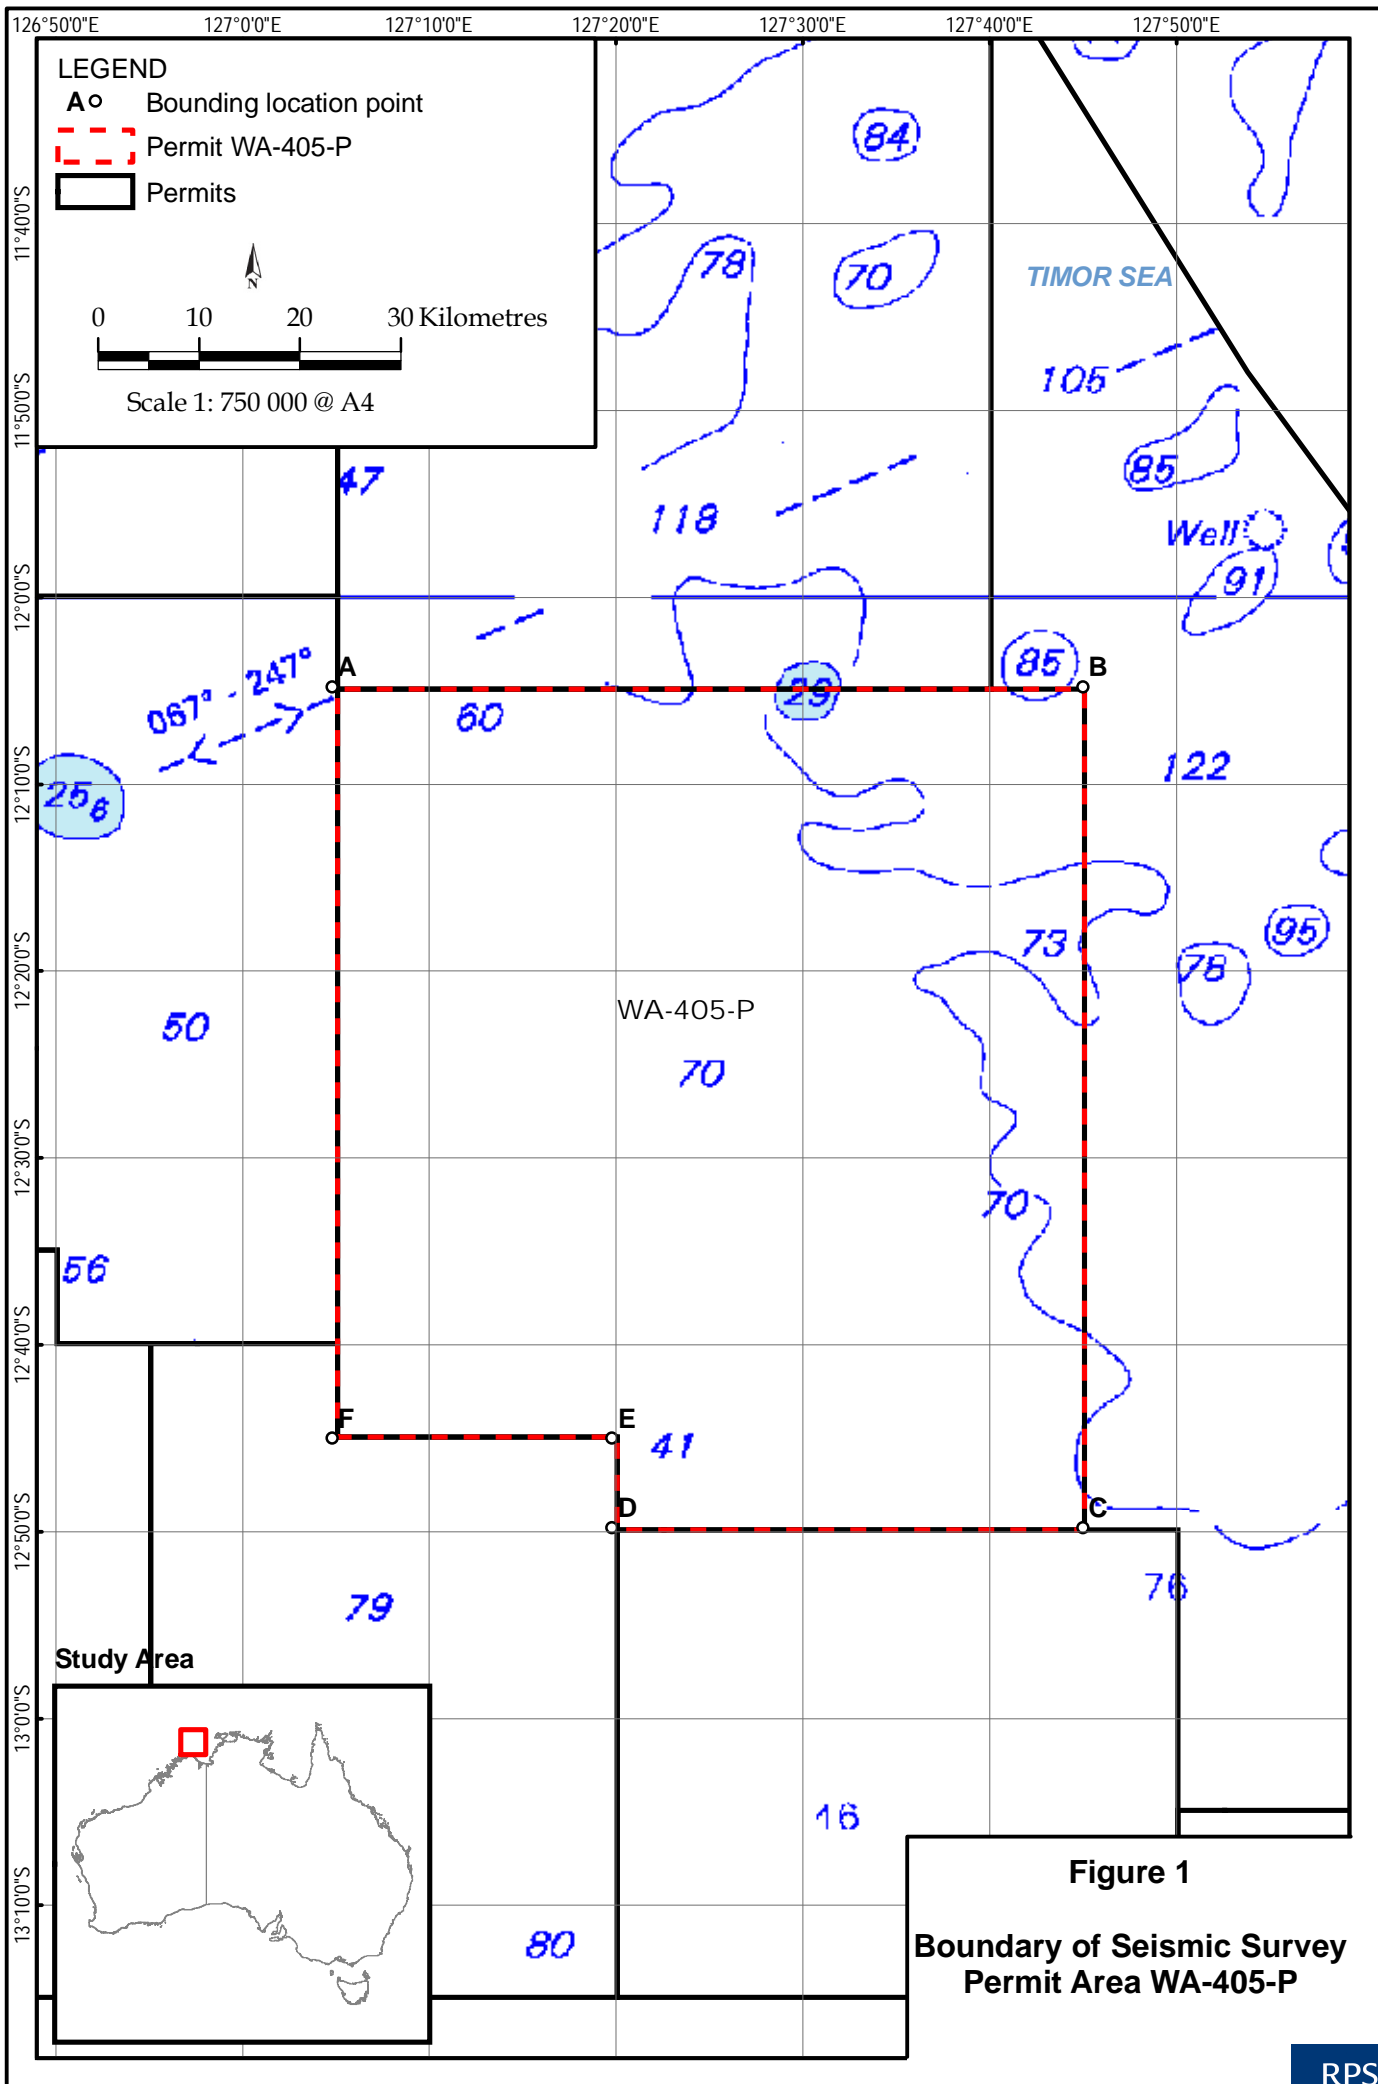 126°50'0"E 127°0'0"E 127°10'0"E 127°20'0"E 127°30'0"E 127°40'0"E 127°50'0"E
LEGEND
A Bounding location point
Permit WA-405-P
Permits
N
0 10 20 30 Kilometres
Scale 1: 750 000 @ A4
11°40'0"S
11°50'0"S
12°0'0"S
12°10'0"S
12°20'0"S
12°30'0"S
12°40'0"S
12°50'0"S
13°0'0"S
13°10'0"S
84
78
70
TIMOR SEA
105
85
47
118
Well
91
067° - 247°
A
85
B
29
60
122
25 6
73
95
78
50
WA-405-P
70
70
56
F
E
41
D
C
76
79
Study Area
16
80
Figure 1
Boundary of Seismic Survey
Permit Area WA-405-P
RPS